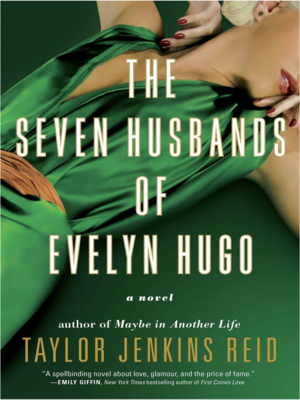 THE
SEVEN HUSBANDS
OF
EVELYN HUGO
a novel
author of Maybe in Another Life
TAYLOR JENKINS REID
"A spellbinding novel about love, glamour, and the price of fame."
—EMILY GIFFIN, New York Times bestselling author of First Comes Love